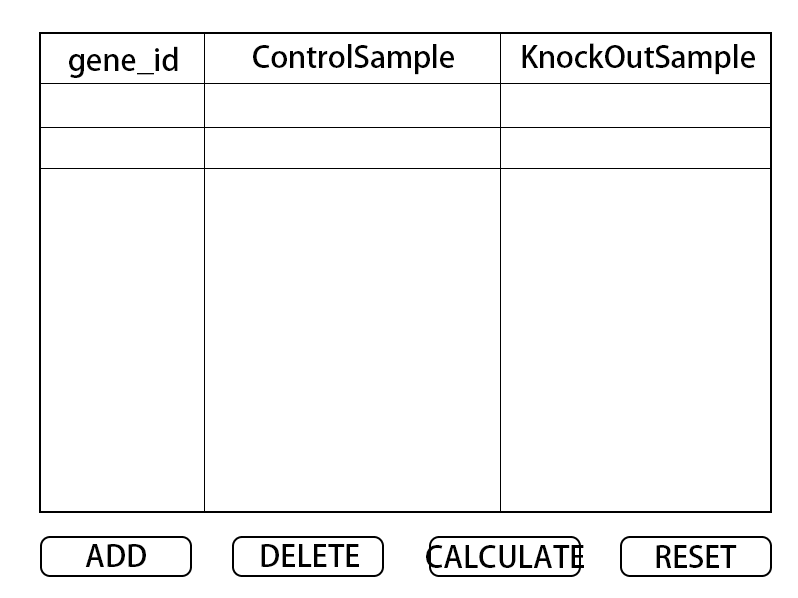 gene_id ControlSample KnockOutSample
ADD DELETE CALCULATE RESET